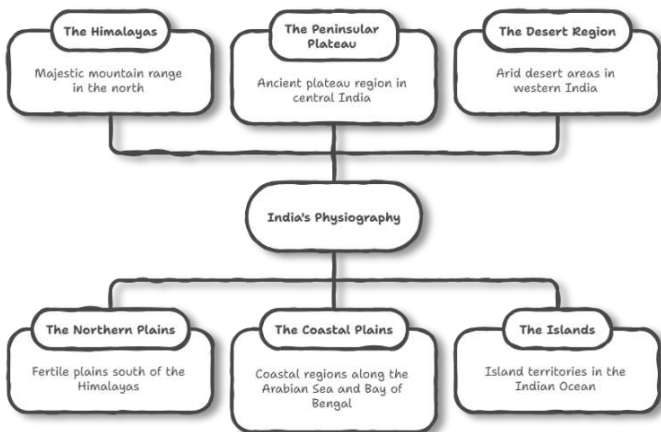 The Himalayas
Majestic mountain range
in the north
The Peninsular
Plateau
Ancient plateau region in
central India
The Desert Region
Arid desert areas in
western India
India's Physiography
The Northern Plains
Fertile plains south of the
Himalayas
The Coastal Plains
Coastal regions along the
Arabian Sea and Bay of
Bengal
The Islands
Island territories in the
Indian Ocean